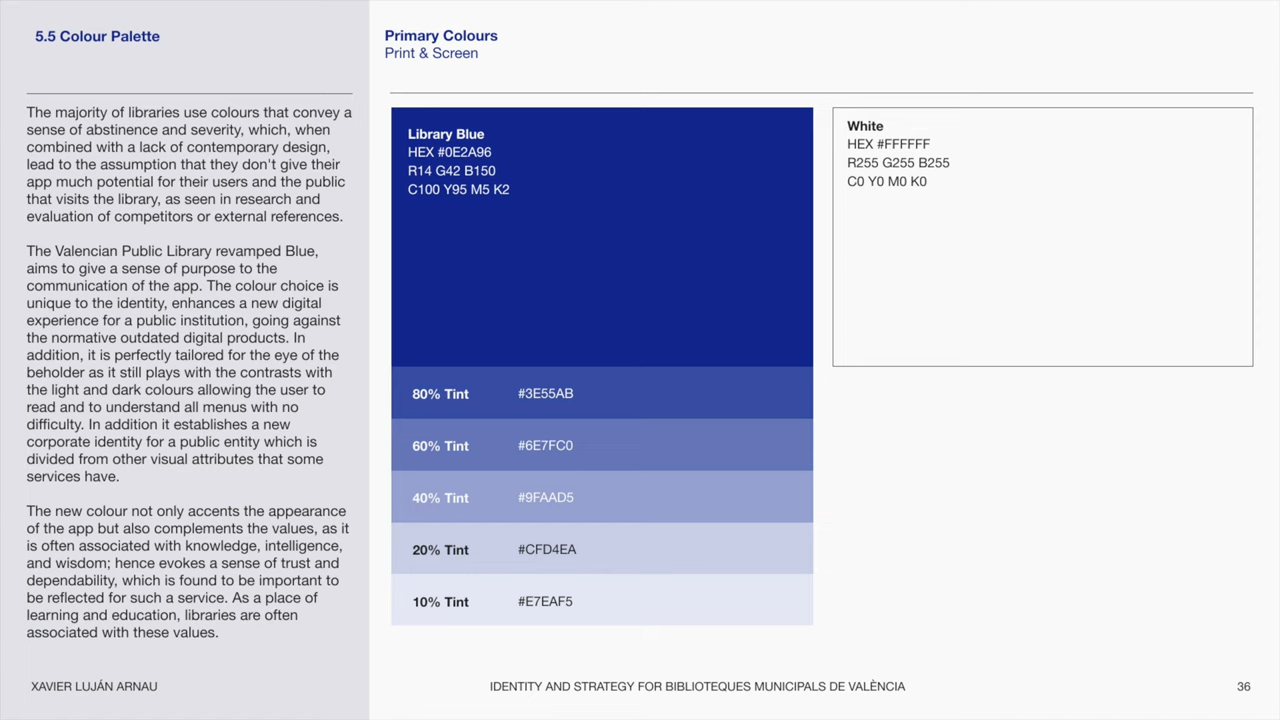 5.5 Colour Palette
The majority of libraries use colours that convey a
sense of abstinence and severity, which, when
combined with a lack of contemporary design,
lead to the assumption that they don't give their
app much potential for their users and the public
that visits the library, as seen in research and
evaluation of competitors or external references.
The Valencian Public Library revamped Blue,
aims to give a sense of purpose to the
communication of the app. The colour choice is
unique to the identity, enhances a new digital
experience for a public institution, going against
the normative outdated digital products. In
addition, it is perfectly tailored for the eye of the
beholder as it still plays with the contrasts with
the light and dark colours allowing the user to
read and to understand all menus with no
difficulty. In addition it establishes a new
corporate identity for a public entity which is
divided from other visual attributes that some
services have.
The new colour not only accents the appearance
of the app but also complements the values, as it
is often associated with knowledge, intelligence,
and wisdom; hence evokes a sense of trust and
dependability, which is found to be important to
be reflected for such a service. As a place of
learning and education, libraries are often
associated with these values.
Primary Colours
Print & Screen
Library Blue
HEX #0E2A96
R14 G42 B150
C100 Y95 M5 K2
80% Tint #3E55AB
60% Tint #6E7FC0
40% Tint #9FAAD5
20% Tint #CFD4EA
10% Tint #E7EAF5
White
HEX #FFFFFF
R255 G255 B255
C0 Y0 M0 K0
XAVIER LUJÁN ARNAU
IDENTITY AND STRATEGY FOR BIBLIOTEQUES MUNICIPALS DE VALÈNCIA
36